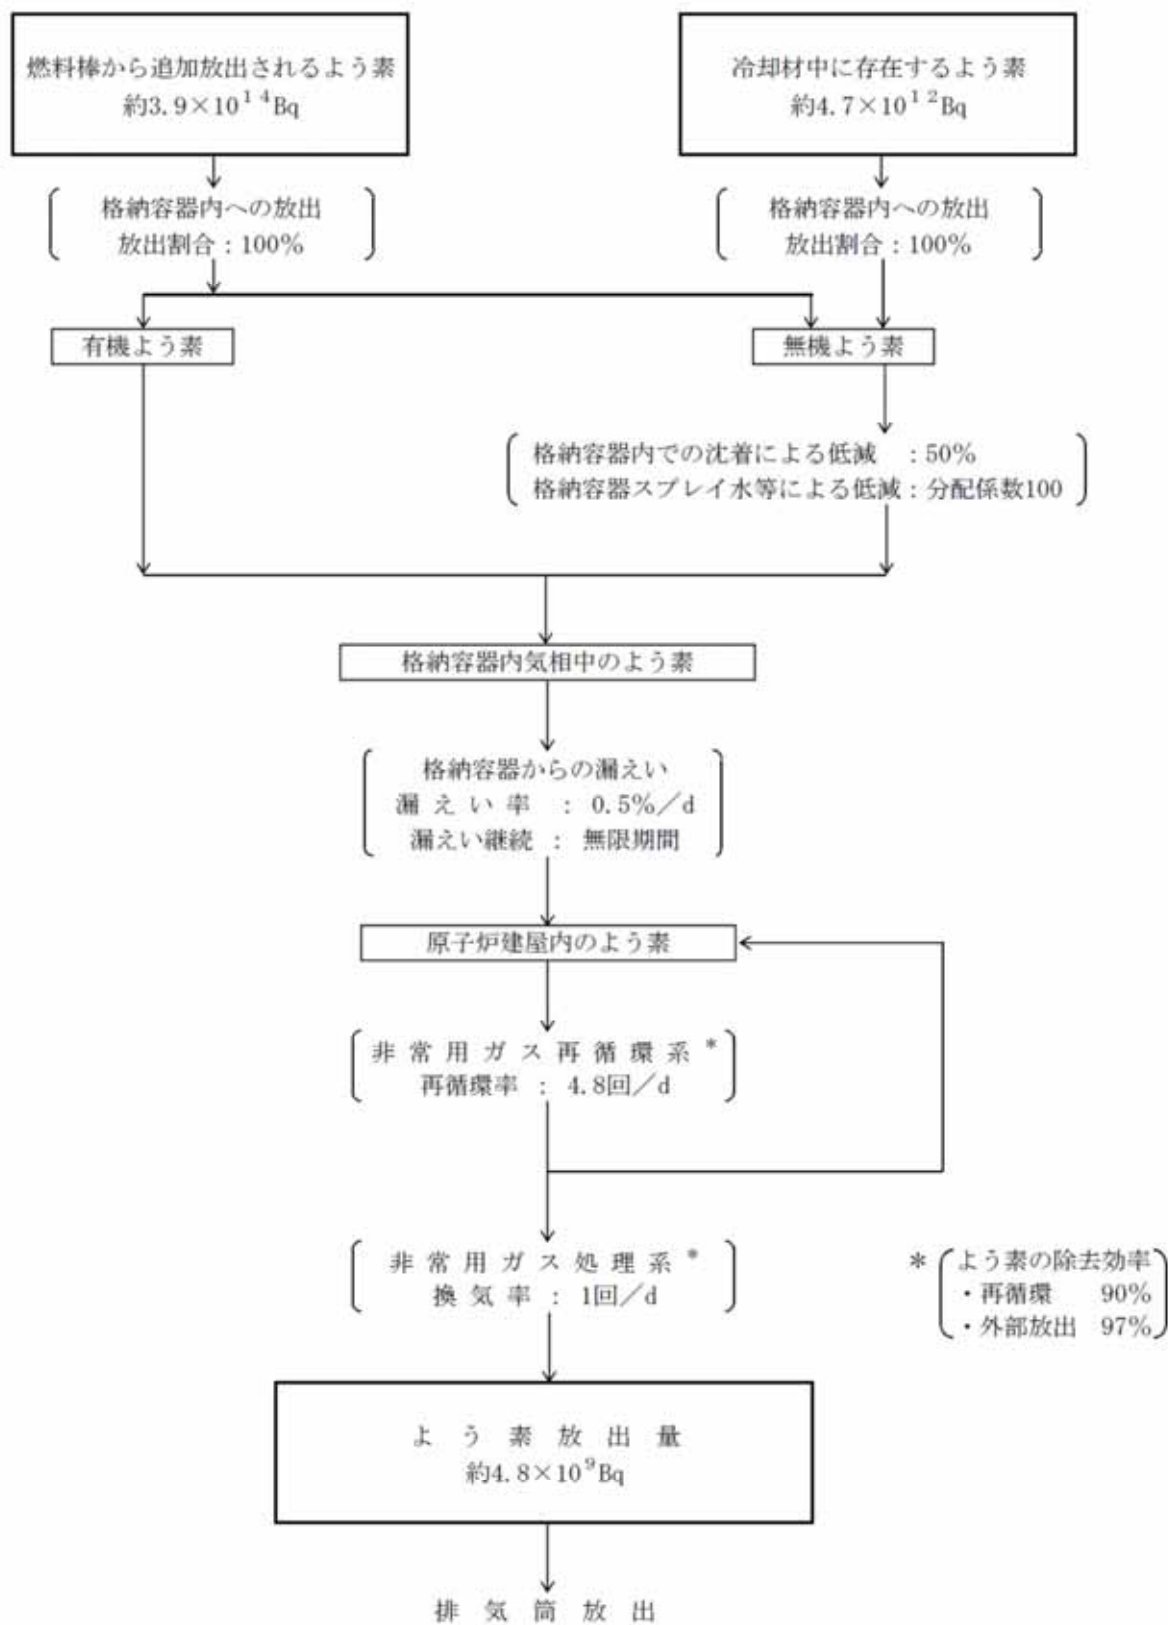 燃料棒から追加放出されるよう素
約3.9×10¹⁴Bq
冷却材中に存在するよう素
約4.7×10¹²Bq
格納容器内への放出
放出割合：100％
格納容器内への放出
放出割合：100％
有機よう素
無機よう素
格納容器内での沈着による低減　：50％
格納容器スプレイ水等による低減：分配係数100
格納容器内気相中のよう素
格納容器からの漏えい
漏えい率　：　0.5％／d
漏えい継続　：　無限期間
原子炉建屋内のよう素
非常用ガス再循環系*
再循環率　：　4.8回／d
非常用ガス処理系*
換気率　：　1回／d
* よう素の除去効率
・再循環　　90％
・外部放出　97％
よう素放出量
約4.8×10⁹Bq
排気筒放出